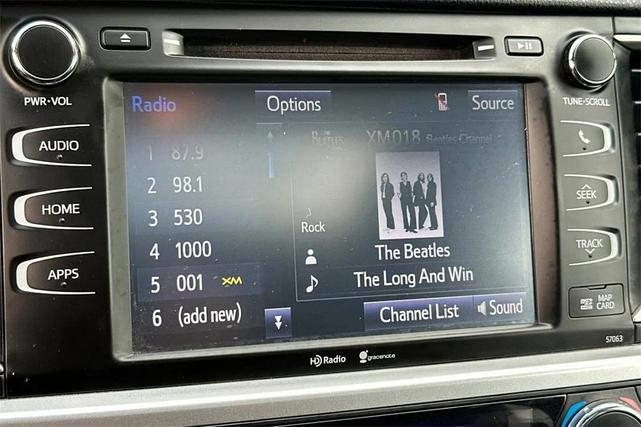 PWR•VOL
AUDIO
HOME
APPS
Radio
Options
Source
1 87.9
2 98.1
3 530
4 1000
5 001 XM
6 (add new)
XM018 Beatles Channel
Rock
The Beatles
The Long And Win
Channel List
Sound
TUNE•SCROLL
SEEK
TRACK
MAP
CARD
57063
HD Radio
gracenote